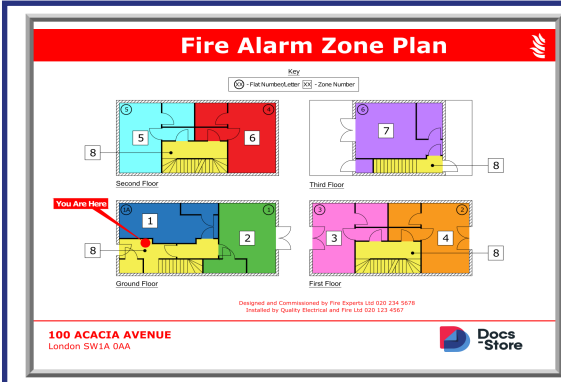 Fire Alarm Zone Plan
Key
XX - Flat Number/Letter XX - Zone Number
5 4
5 6
8
Second Floor
6
7
8
Third Floor
You Are Here
1A 1
1
2
8
Ground Floor
3 2
3 4
8
First Floor
Designed and Commissioned by Fire Experts Ltd 020 234 5678
Installed by Quality Electrical and Fire Ltd 020 123 4567
100 ACACIA AVENUE
London SW1A 0AA
Docs
-Store